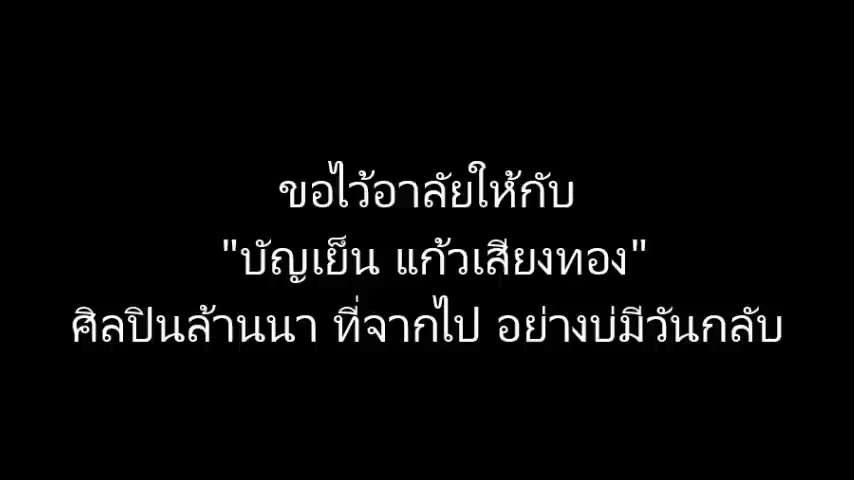 ขอไว้อาลัยให้กับ
"บัญเย็น แก้วเสียงทอง"
ศิลปินล้านนา ที่จากไป อย่างบ่มีวันกลับ